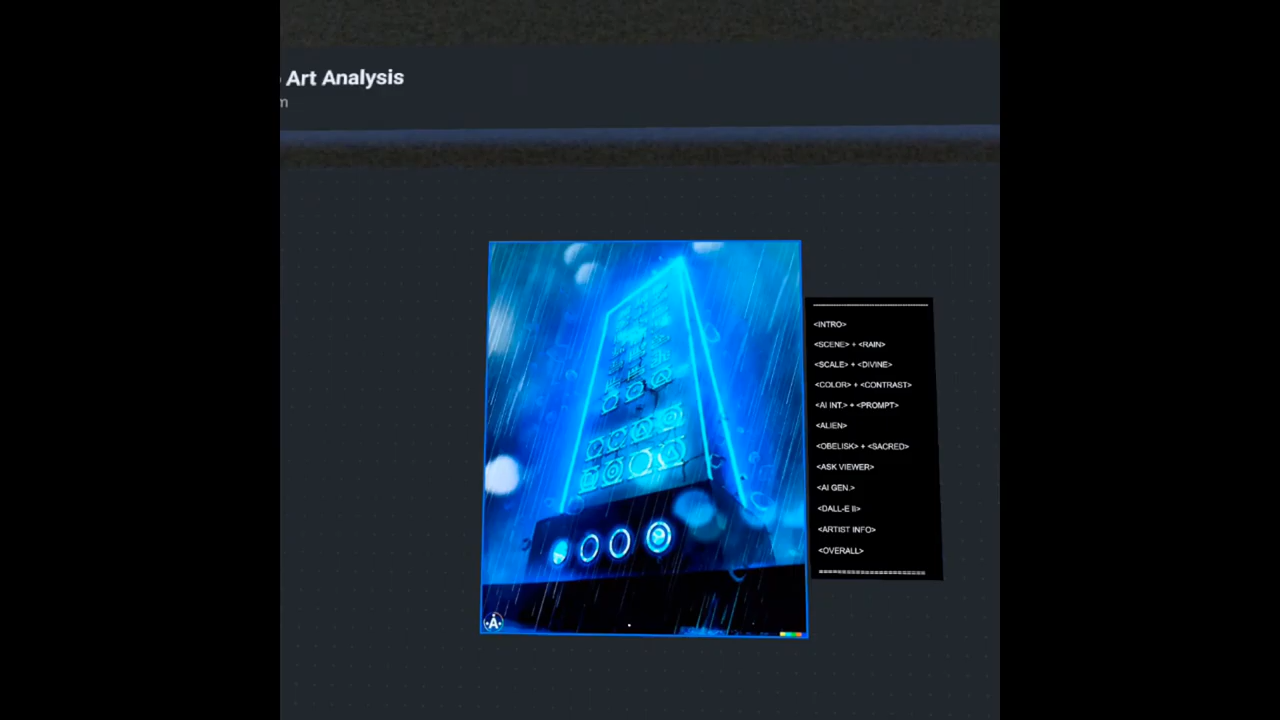 Art Analysis
m
<INTRO>
<SCENE> + <RAIN>
<SCALE> + <DIVINE>
<COLOR> + <CONTRAST>
<AI INT.> + <PROMPT>
<ALIEN>
<OBELISK> + <SACRED>
<ASK VIEWER>
<AI GEN.>
<DALL-E II>
<ARTIST INFO>
<OVERALL>
A